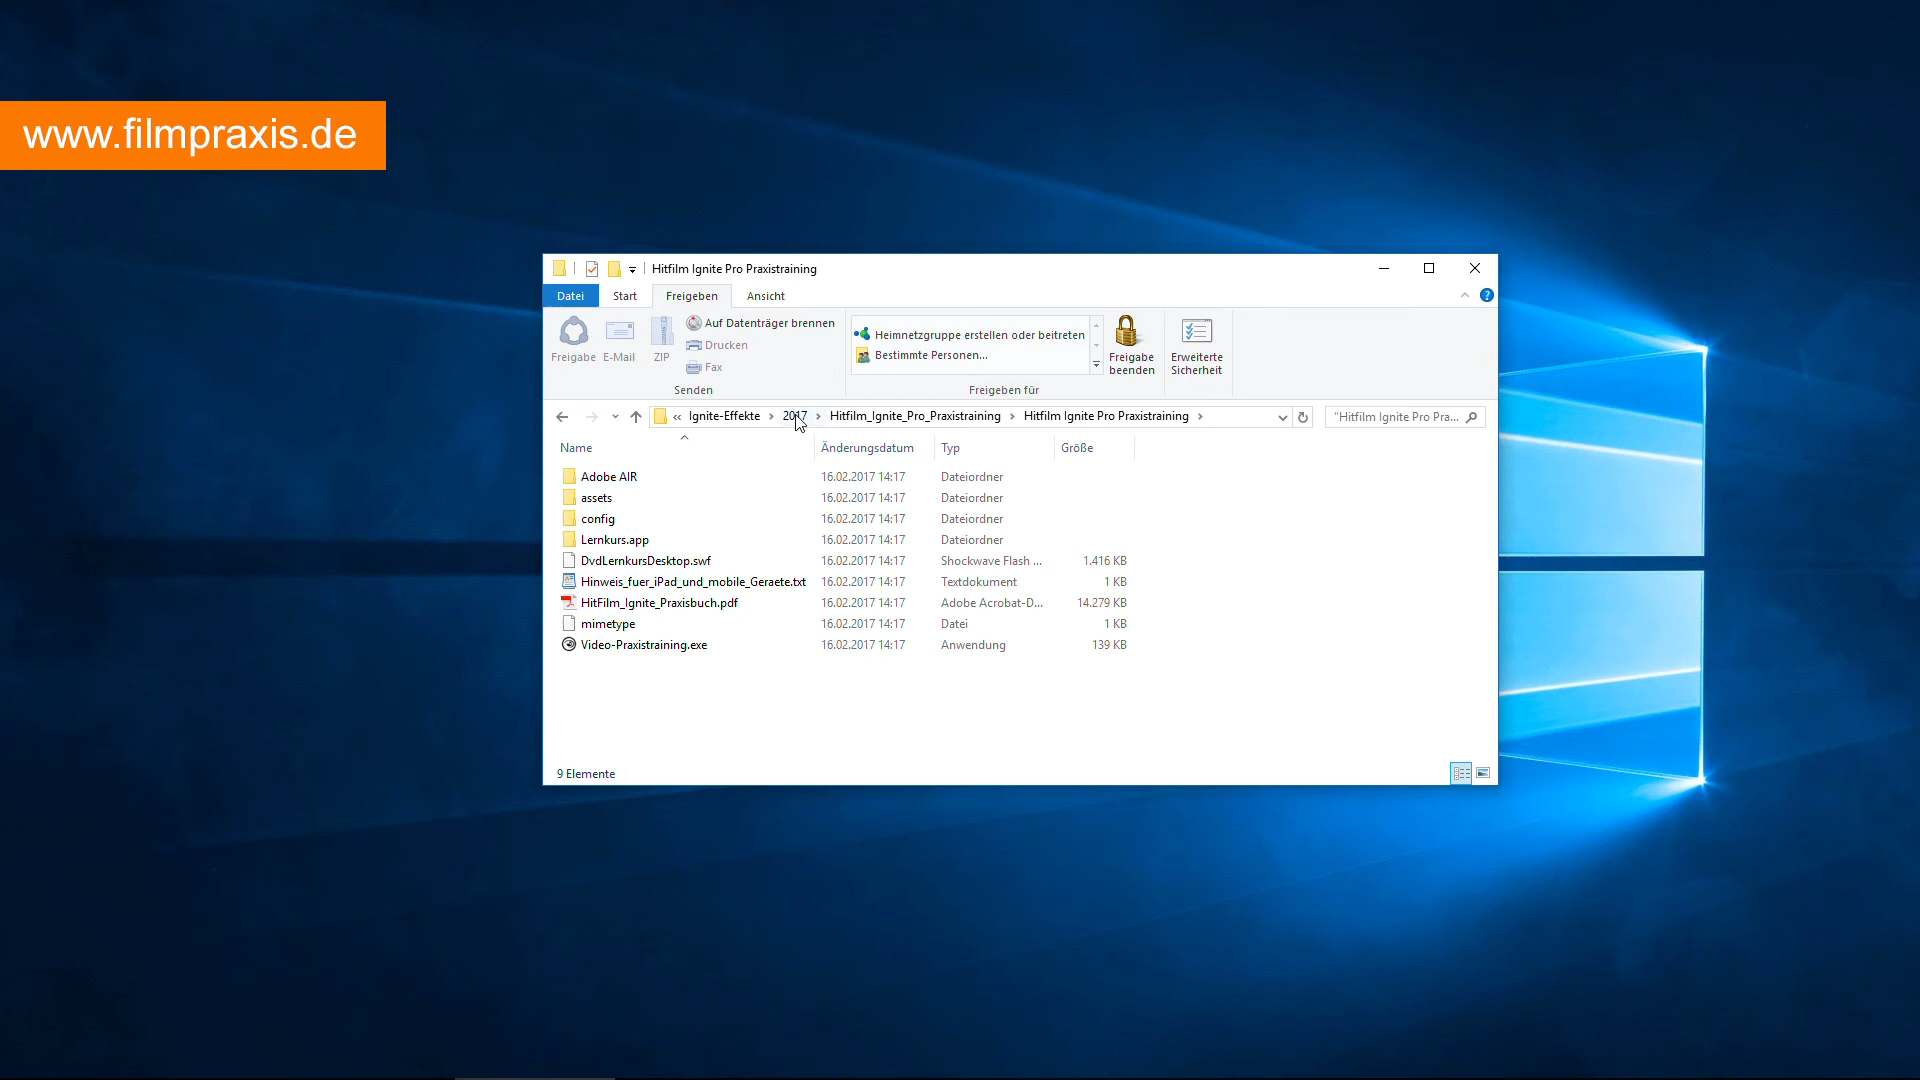 www.filmpraxis.de
Hitfilm Ignite Pro Praxistraining
Datei Start Freigeben Ansicht
Freigabe E-Mail ZIP
Auf Datenträger brennen
Drucken
Fax
Senden
Heimnetzgruppe erstellen oder beitreten
Bestimmte Personen...
Freigabe beenden
Freigeben für
Erweiterte Sicherheit
« Ignite-Effekte › 2017 › Hitfilm_Ignite_Pro_Praxistraining › Hitfilm Ignite Pro Praxistraining ›
"Hitfilm Ignite Pro Pra...
Name Änderungsdatum Typ Größe
Adobe AIR 16.02.2017 14:17 Dateiordner
assets 16.02.2017 14:17 Dateiordner
config 16.02.2017 14:17 Dateiordner
Lernkurs.app 16.02.2017 14:17 Dateiordner
DvdLernkursDesktop.swf 16.02.2017 14:17 Shockwave Flash ... 1.416 KB
Hinweis_fuer_iPad_und_mobile_Geraete.txt 16.02.2017 14:17 Textdokument 1 KB
HitFilm_Ignite_Praxisbuch.pdf 16.02.2017 14:17 Adobe Acrobat-D... 14.279 KB
mimetype 16.02.2017 14:17 Datei 1 KB
Video-Praxistraining.exe 16.02.2017 14:17 Anwendung 139 KB
9 Elemente